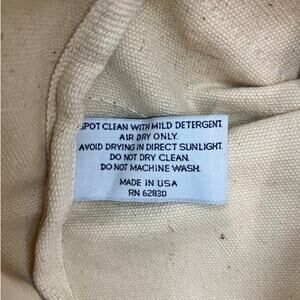 SPOT CLEAN WITH MILD DETERGENT.
AIR DRY ONLY.
AVOID DRYING IN DIRECT SUNLIGHT.
DO NOT DRY CLEAN.
DO NOT MACHINE WASH.
MADE IN USA
RN 62830